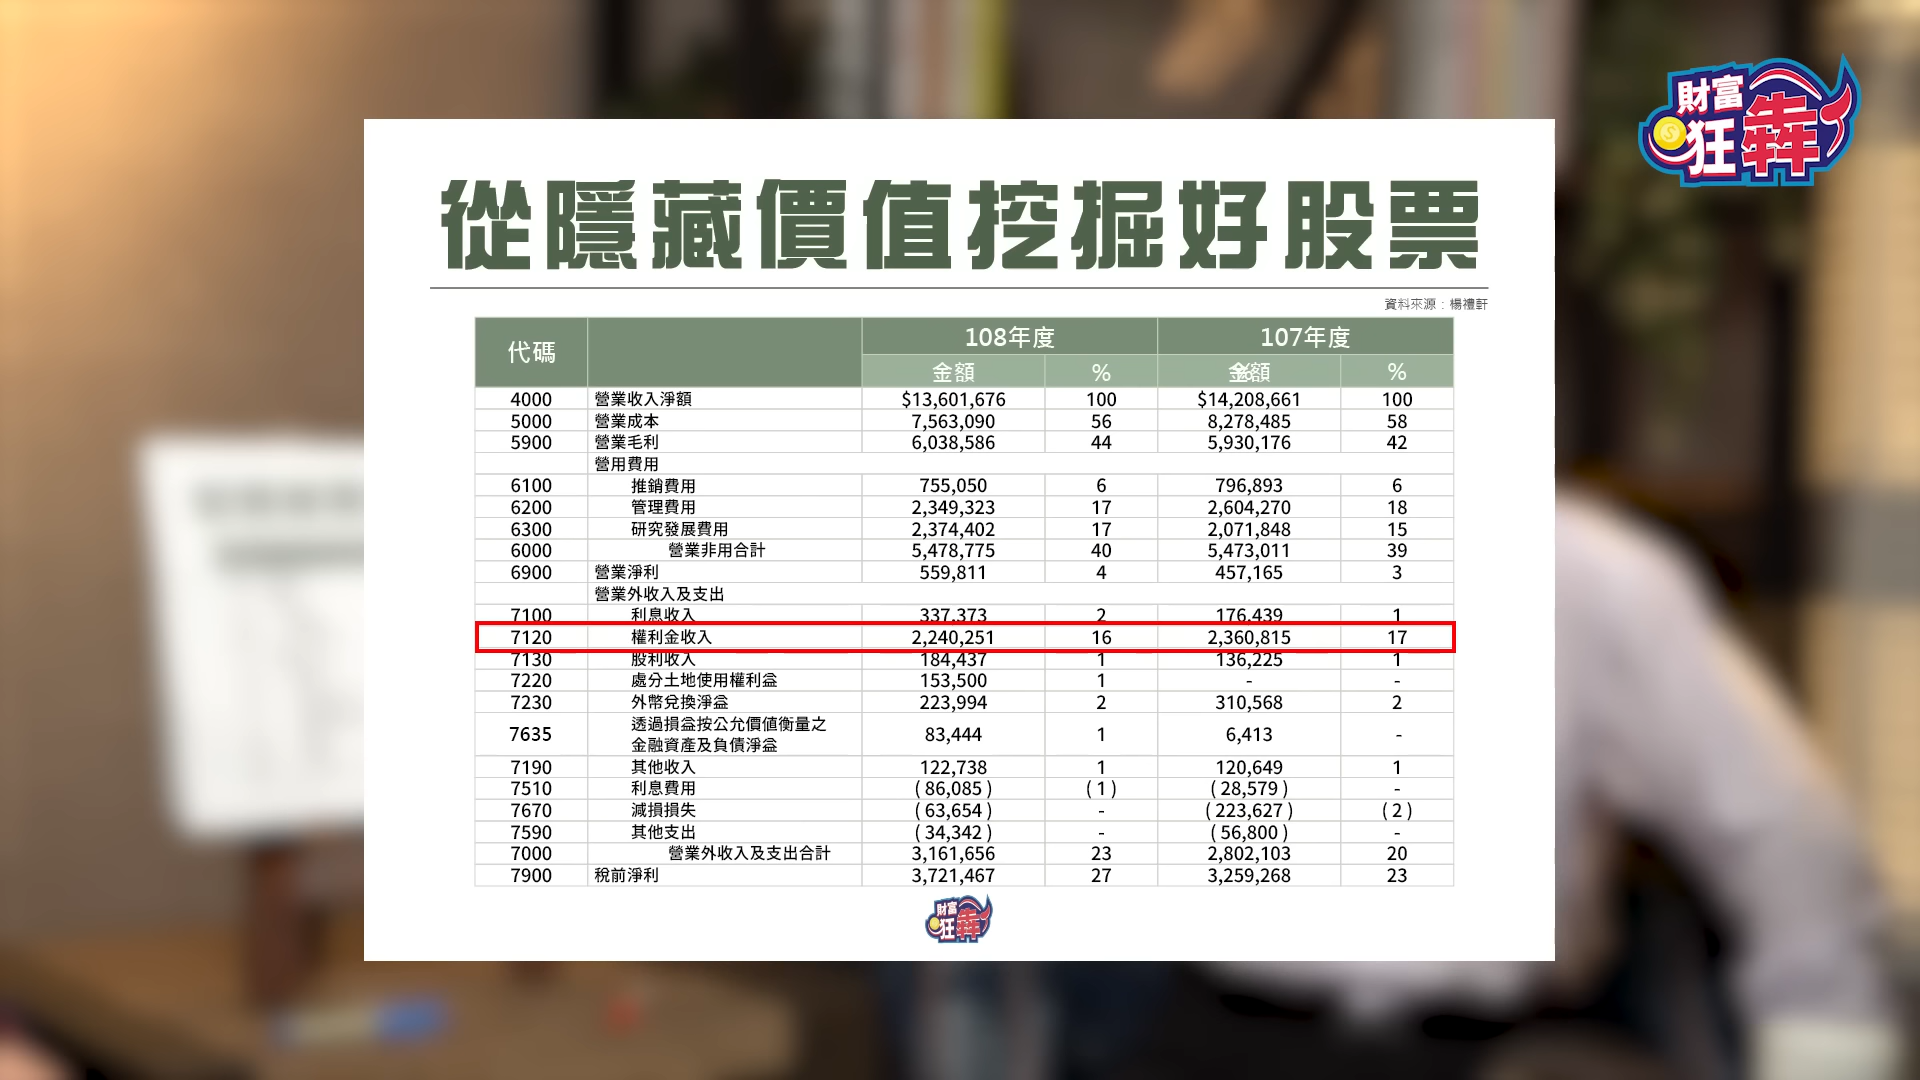 財富
狂犇
從隱藏價值挖掘好股票
資料來源：楊禮軒
代碼 108年度 107年度
金額 % 金額 %
4000 營業收入淨額 $13,601,676 100 $14,208,661 100
5000 營業成本 7,563,090 56 8,278,485 58
5900 營業毛利 6,038,586 44 5,930,176 42
營用費用
6100 推銷費用 755,050 6 796,893 6
6200 管理費用 2,349,323 17 2,604,270 18
6300 研究發展費用 2,374,402 17 2,071,848 15
6000 營業非用合計 5,478,775 40 5,473,011 39
6900 營業淨利 559,811 4 457,165 3
營業外收入及支出
7100 利息收入 337,373 2 176,439 1
7120 權利金收入 2,240,251 16 2,360,815 17
7130 股利收入 184,437 1 136,225 1
7220 處分土地使用權利益 153,500 1 - -
7230 外幣兌換淨益 223,994 2 310,568 2
透過損益按公允價值衡量之
7635 金融資產及負債淨益 83,444 1 6,413 -
7190 其他收入 122,738 1 120,649 1
7510 利息費用 ( 86,085 ) ( 1 ) ( 28,579 ) -
7670 減損損失 ( 63,654 ) - ( 223,627 ) ( 2 )
7590 其他支出 ( 34,342 ) - ( 56,800 ) -
7000 營業外收入及支出合計 3,161,656 23 2,802,103 20
7900 稅前淨利 3,721,467 27 3,259,268 23
財富
狂犇